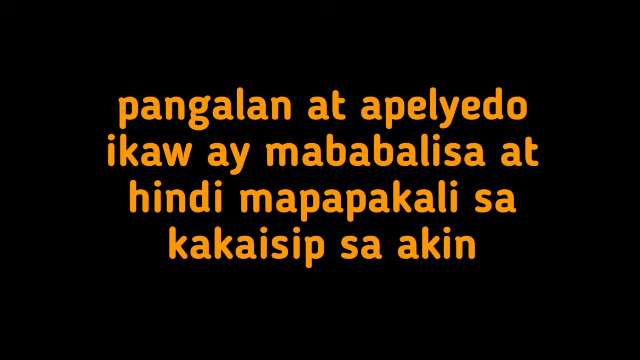 pangalan at apelyedo
ikaw ay mababalisa at
hindi mapapakali sa
kakaisip sa akin